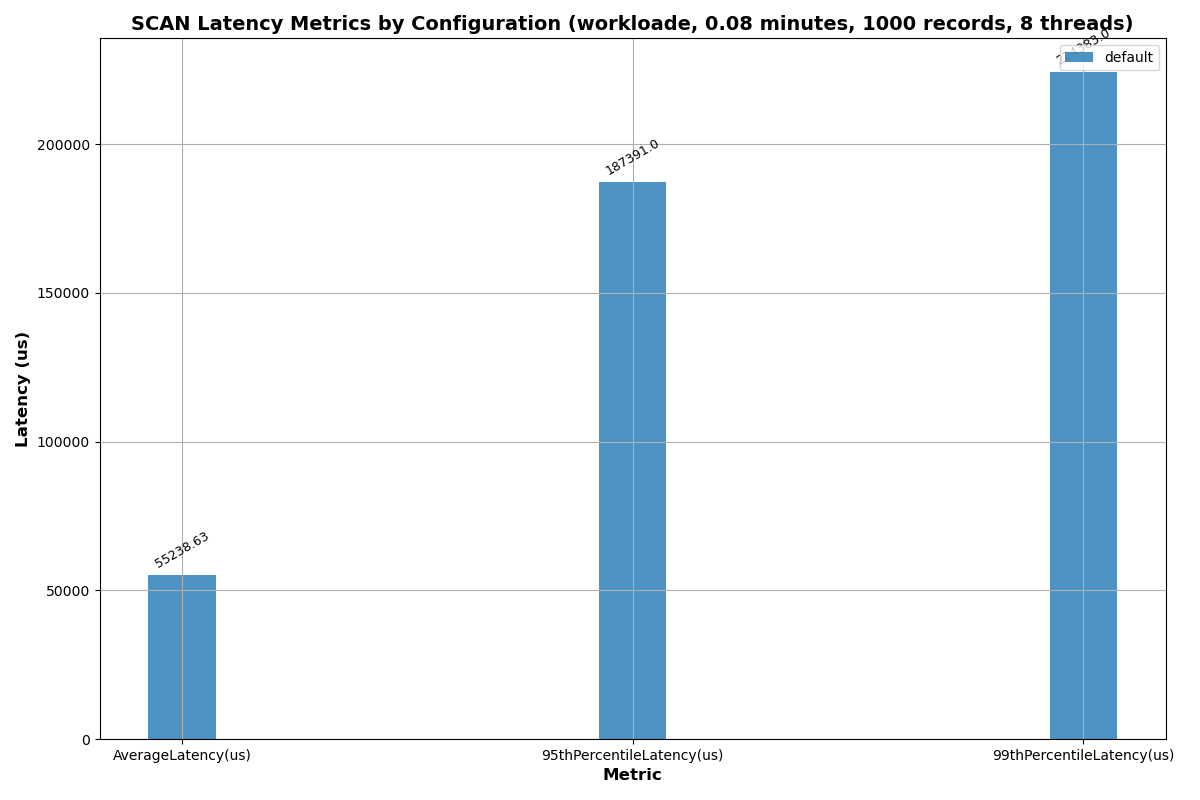 SCAN Latency Metrics by Configuration (workloade, 0.08 minutes, 1000 records, 8 threads)
default
200000
187391.0
150000
Latency (us)
100000
55238.63
50000
0
AverageLatency(us) 95thPercentileLatency(us) 99thPercentileLatency(us)
Metric